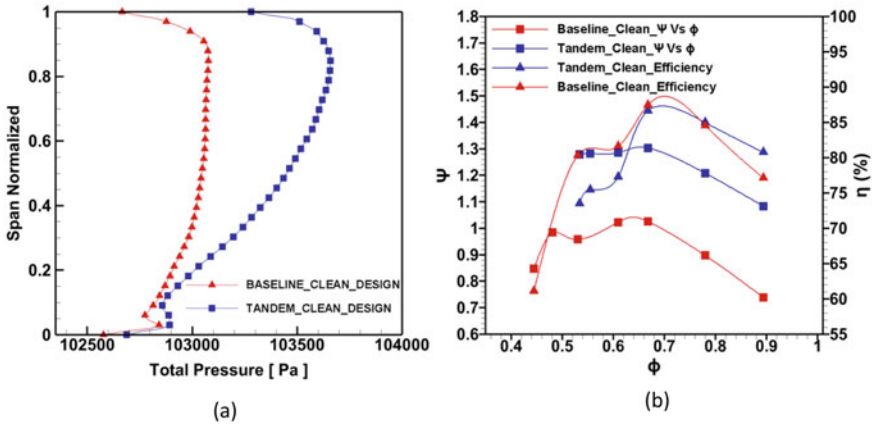 (a)
Span Normalized
1
0.8
0.6
0.4
0.2
0
BASELINE_CLEAN_DESIGN
TANDEM_CLEAN_DESIGN
102500 103000 103500 104000
Total Pressure [ Pa ]
(a)
(b)
Ψ
1.8
1.7
1.6
1.5
1.4
1.3
1.2
1.1
1
0.9
0.8
0.7
0.6
Baseline_Clean_Ψ Vs ϕ
Tandem_Clean_Ψ Vs ϕ
Tandem_Clean_Efficiency
Baseline_Clean_Efficiency
100
95
90
85
80
75
70
65
60
55
η (%)
0.4 0.5 0.6 0.7 0.8 0.9 1
ϕ
(b)